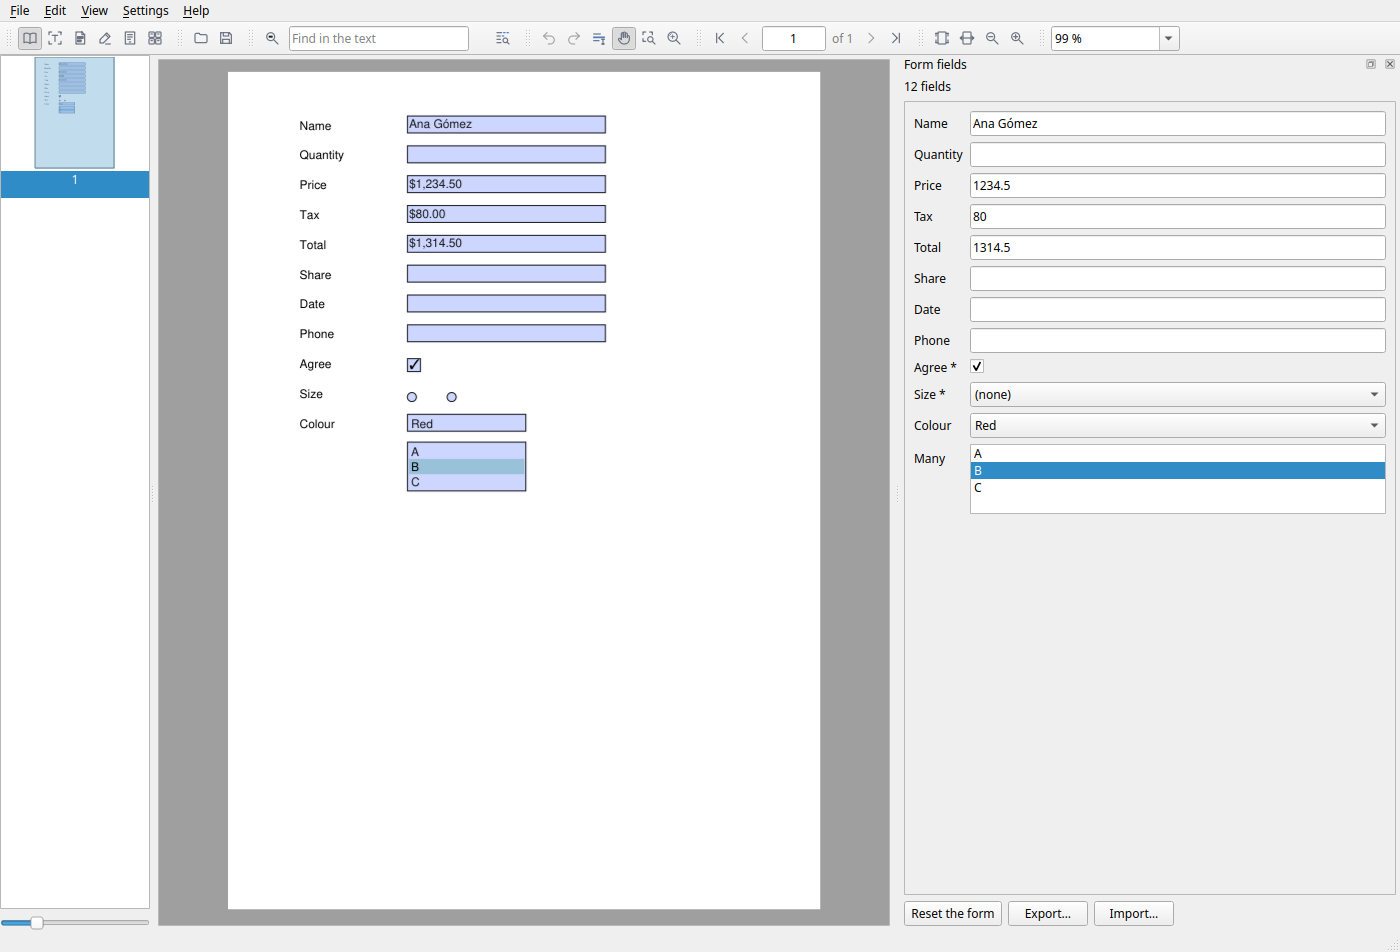 File Edit View Settings Help
Find in the text
1 of 1
99 %
1
Name Ana Gómez
Quantity
Price $1,234.50
Tax $80.00
Total $1,314.50
Share
Date
Phone
Agree
Size
Colour Red
A
B
C
Form fields
12 fields
Name Ana Gómez
Quantity
Price 1234.5
Tax 80
Total 1314.5
Share
Date
Phone
Agree *
Size * (none)
Colour Red
Many A
B
C
Reset the form Export... Import...